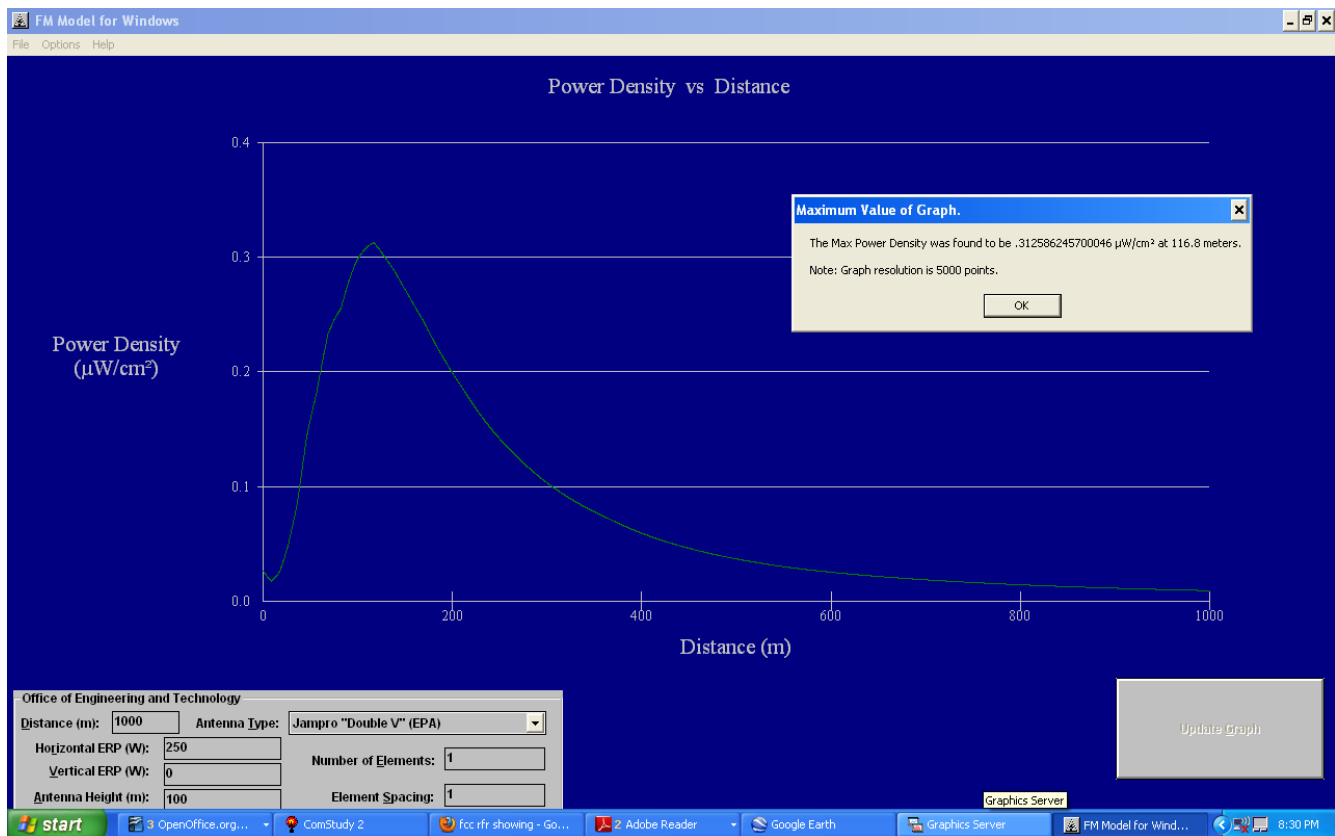 FM Model for Windows
File Options Help
Power Density vs Distance
0.4
0.3
0.2
0.1
0.0
Power Density
(µW/cm²)
0 200 400 600 800 1000
Distance (m)
Maximum Value of Graph.
The Max Power Density was found to be .312586245700046 µW/cm² at 116.8 meters.
Note: Graph resolution is 5000 points.
OK
Office of Engineering and Technology
Distance (m): 1000 Antenna Type: Jampro "Double V" (EPA)
Horizontal ERP (W): 250
Number of Elements: 1
Vertical ERP (W): 0
Antenna Height (m): 100 Element Spacing: 1
Update Graph
Graphics Server
start 3 OpenOffice.org... ComStudy 2 fcc rfr showing - Go... 2 Adobe Reader Google Earth Graphics Server FM Model for Wind... 8:30 PM